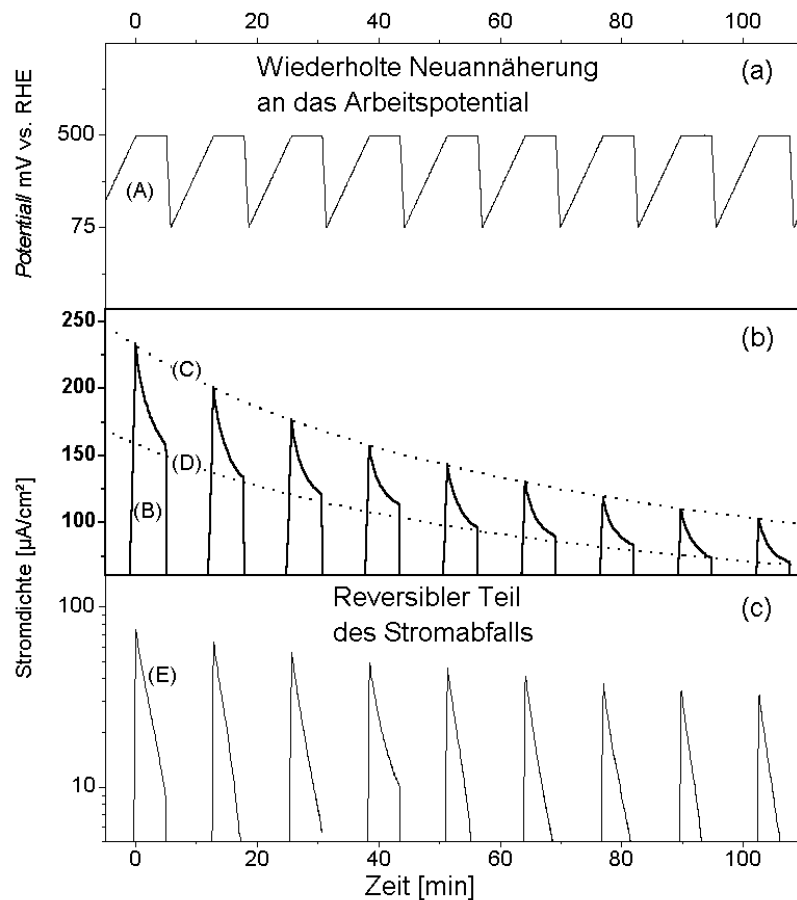 0 20 40 60 80 100
Wiederholte Neuannäherung
an das Arbeitspotential
(a)
Potential/ mV vs. RHE
500
75
(A)
(b)
Stromdichte [µA/cm²]
250
200
150
100
(C)
(D)
(B)
Reversibler Teil
des Stromabfalls
(c)
100
10
(E)
0 20 40 60 80 100
Zeit [min]